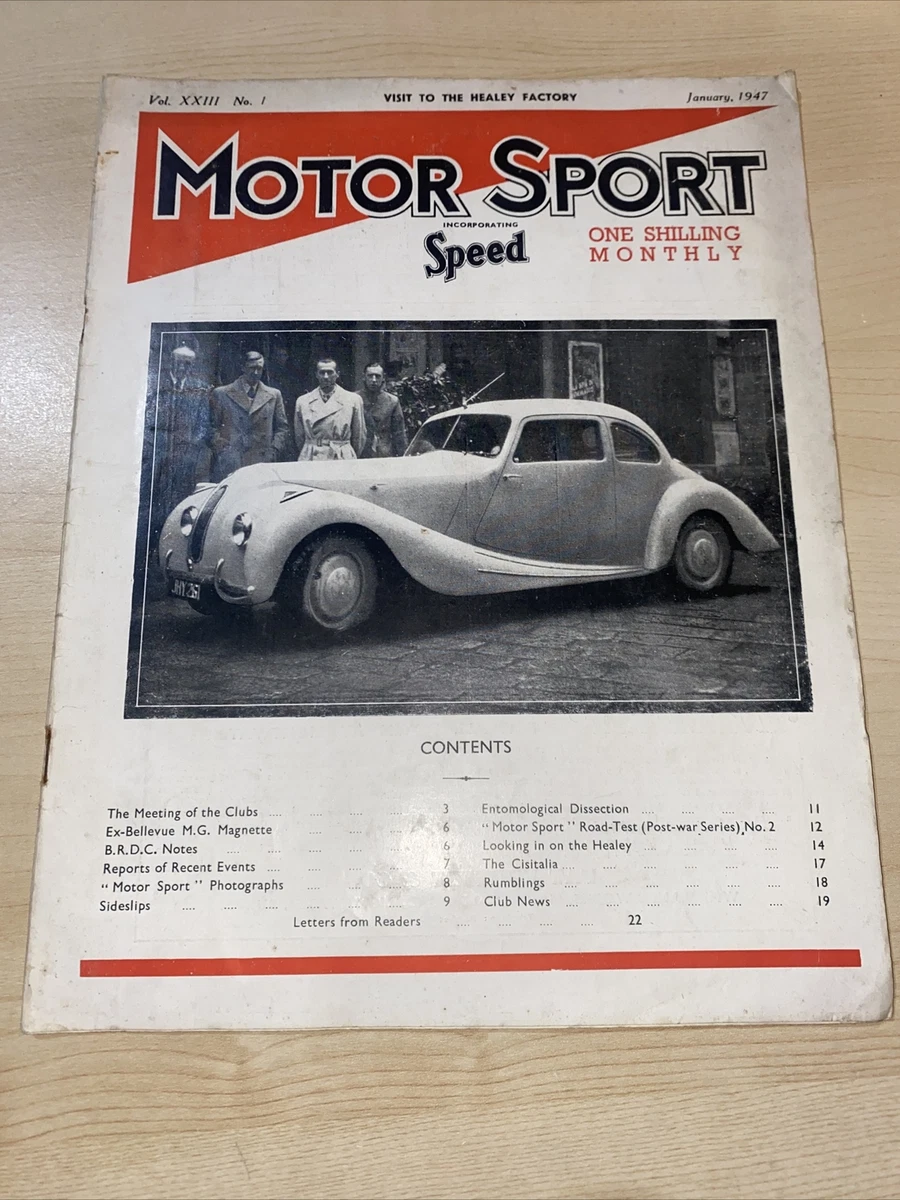 Vol. XXIII No. 1 VISIT TO THE HEALEY FACTORY January, 1947
MOTOR SPORT
INCORPORATING
Speed
ONE SHILLING
MONTHLY
CONTENTS
The Meeting of the Clubs .... .... .... .... 3
Ex-Bellevue M.G. Magnette .... .... .... 6
B.R.D.C. Notes .... .... .... .... 6
Reports of Recent Events .... .... .... .... 7
"Motor Sport" Photographs .... .... .... 8
Sideslips .... .... .... .... .... 9
Entomological Dissection .... .... .... .... 11
"Motor Sport" Road-Test (Post-war Series), No. 2 12
Looking in on the Healey .... .... .... .... 14
The Cisitalia .... .... .... .... .... .... 17
Rumblings .... .... .... .... .... .... 18
Club News .... .... .... .... .... .... 19
Letters from Readers .... .... .... .... 22